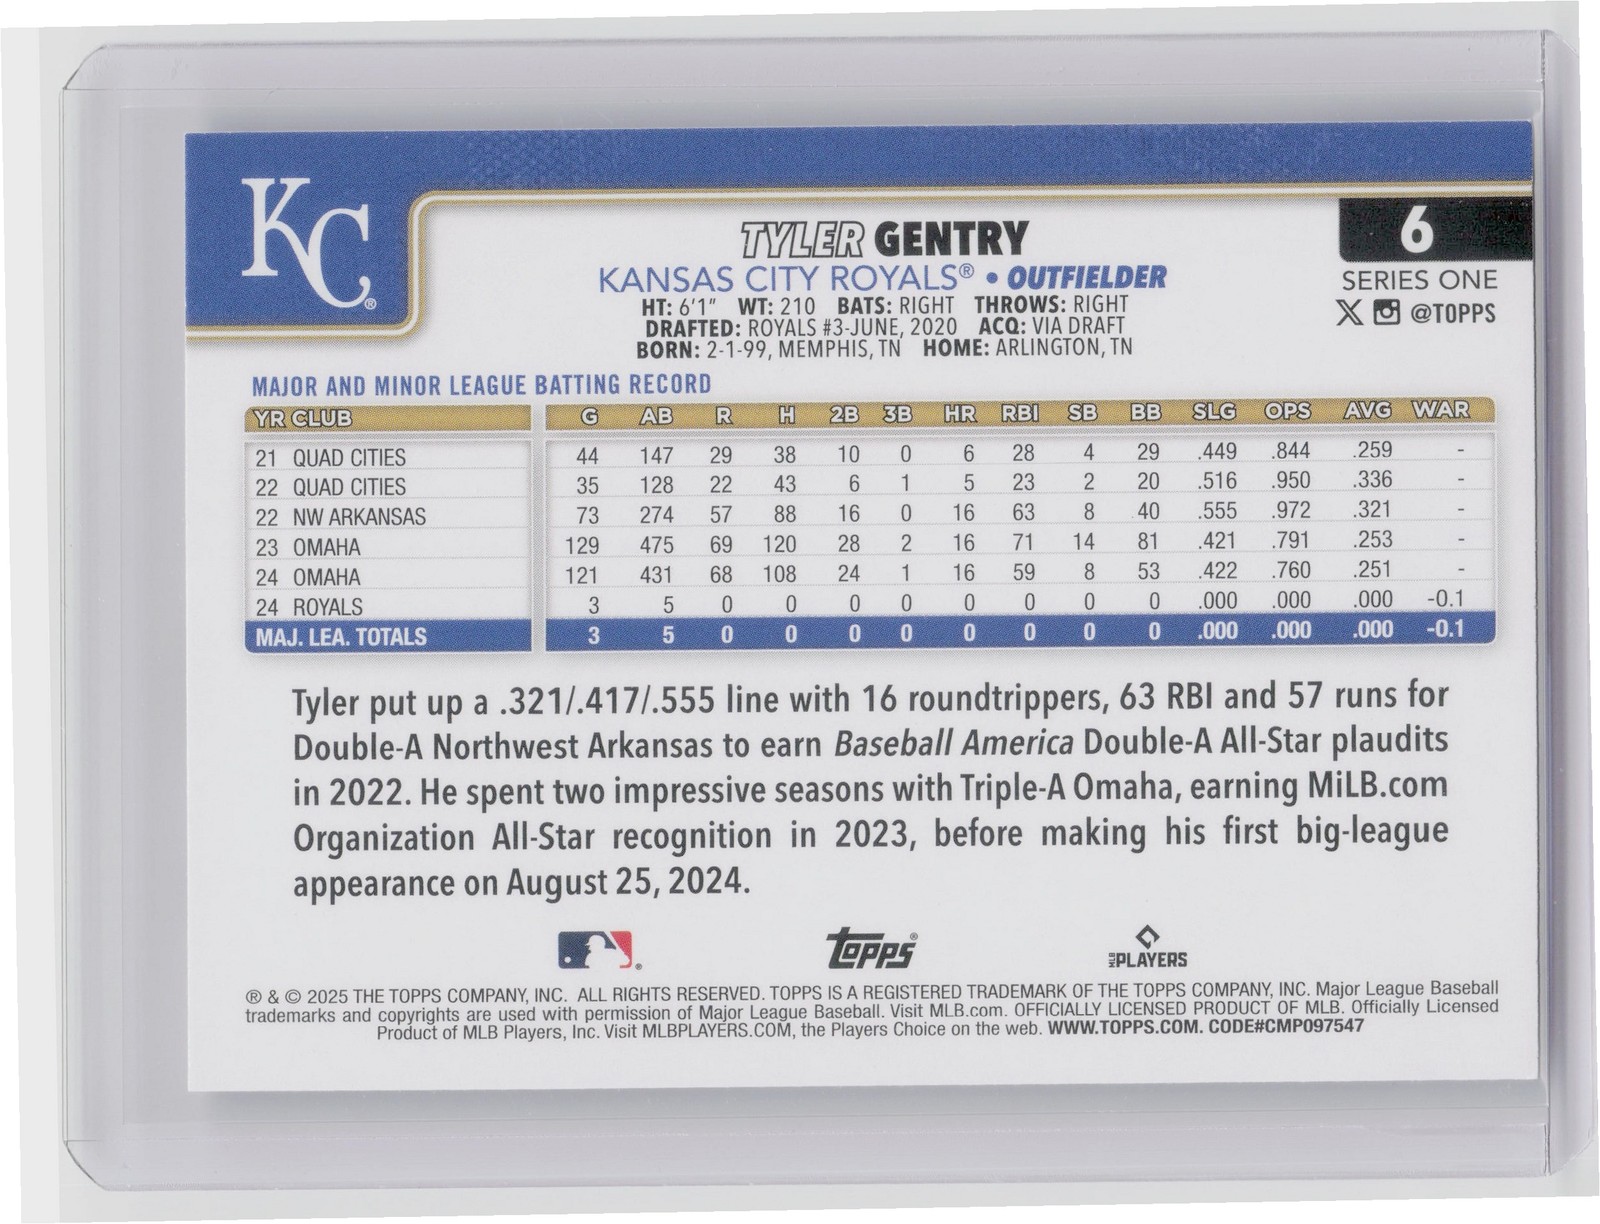 KC®
TYLER GENTRY
KANSAS CITY ROYALS® • OUTFIELDER
HT: 6'1" WT: 210 BATS: RIGHT THROWS: RIGHT
DRAFTED: ROYALS #3-JUNE, 2020 ACQ: VIA DRAFT
BORN: 2-1-99, MEMPHIS, TN HOME: ARLINGTON, TN
6
SERIES ONE
@TOPPS
MAJOR AND MINOR LEAGUE BATTING RECORD
YR CLUB G AB R H 2B 3B HR RBI SB BB SLG OPS AVG WAR
21 QUAD CITIES 44 147 29 38 10 0 6 28 4 29 .449 .844 .259 -
22 QUAD CITIES 35 128 22 43 6 1 5 23 2 20 .516 .950 .336 -
22 NW ARKANSAS 73 274 57 88 16 0 16 63 8 40 .555 .972 .321 -
23 OMAHA 129 475 69 120 28 2 16 71 14 81 .421 .791 .253 -
24 OMAHA 121 431 68 108 24 1 16 59 8 53 .422 .760 .251 -
24 ROYALS 3 5 0 0 0 0 0 0 0 0 .000 .000 .000 -0.1
MAJ. LEA. TOTALS 3 5 0 0 0 0 0 0 0 0 .000 .000 .000 -0.1
Tyler put up a .321/.417/.555 line with 16 roundtrippers, 63 RBI and 57 runs for
Double-A Northwest Arkansas to earn Baseball America Double-A All-Star plaudits
in 2022. He spent two impressive seasons with Triple-A Omaha, earning MiLB.com
Organization All-Star recognition in 2023, before making his first big-league
appearance on August 25, 2024.
®
Topps®
MLB PLAYERS
® & © 2025 THE TOPPS COMPANY, INC. ALL RIGHTS RESERVED. TOPPS IS A REGISTERED TRADEMARK OF THE TOPPS COMPANY, INC. Major League Baseball
trademarks and copyrights are used with permission of Major League Baseball. Visit MLB.com. OFFICIALLY LICENSED PRODUCT OF MLB. Officially Licensed
Product of MLB Players, Inc. Visit MLBPLAYERS.COM, the Players Choice on the web. WWW.TOPPS.COM. CODE#CMP097547